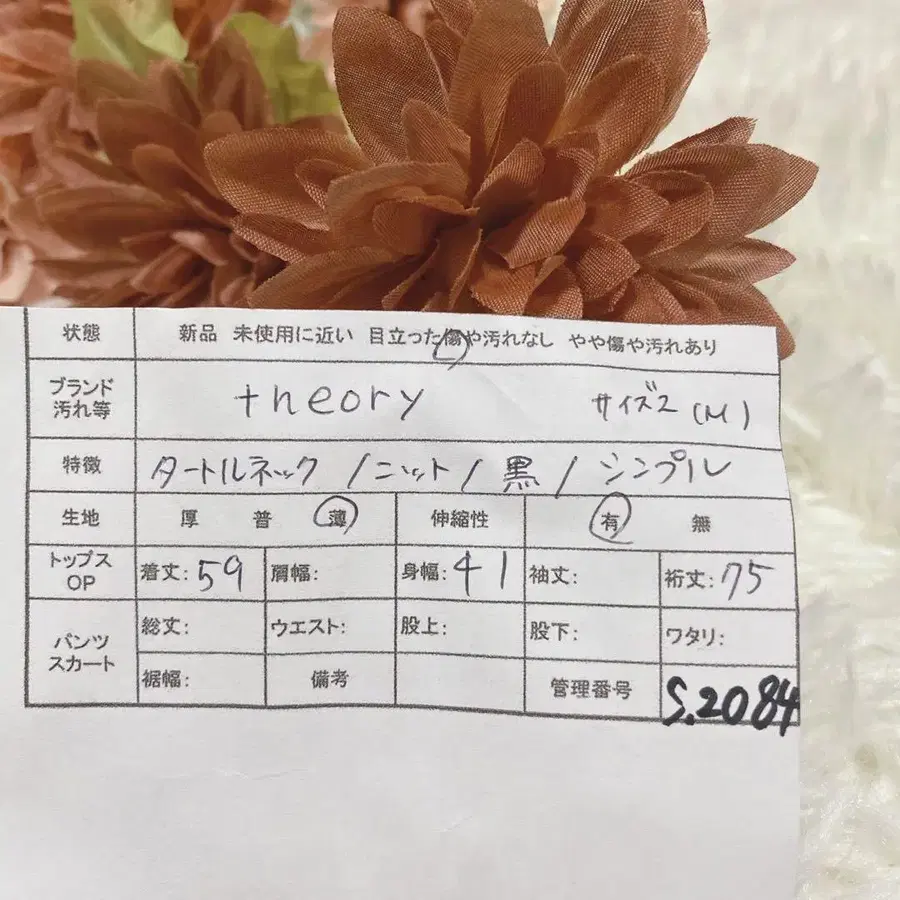 状態 新品 未使用に近い 目立った傷や汚れなし やや傷や汚れあり
ブランド
汚れ等 theory サイズ2 (M)
特徴 タートルネック / ニット / 黒 / シンプル
生地 厚 普 薄 伸縮性 有 無
トップス
OP 着丈: 59 肩幅: 身幅: 41 袖丈: 裄丈: 75
パンツ
スカート 総丈: ウエスト: 股上: 股下: ワタリ:
裾幅: 備考 管理番号 S.2084